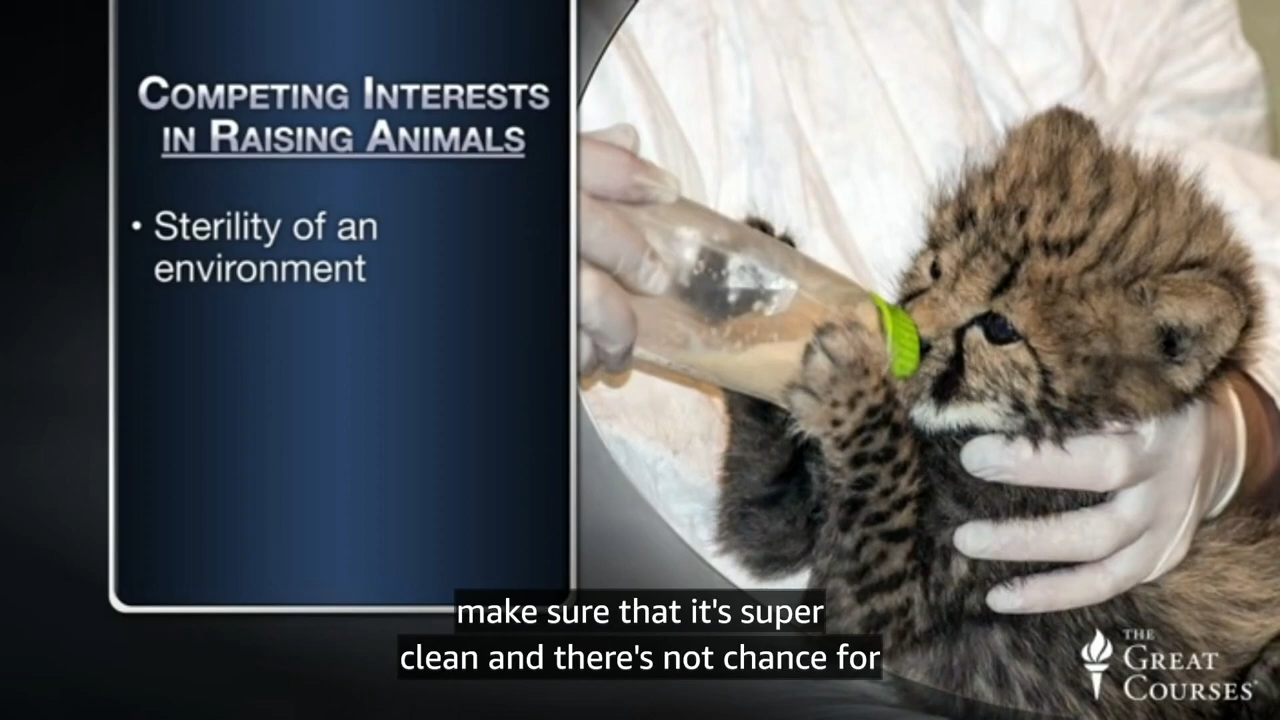 COMPETING INTERESTS
IN RAISING ANIMALS
• Sterility of an
environment
make sure that it's super
clean and there's not chance for
THE
GREAT
COURSES